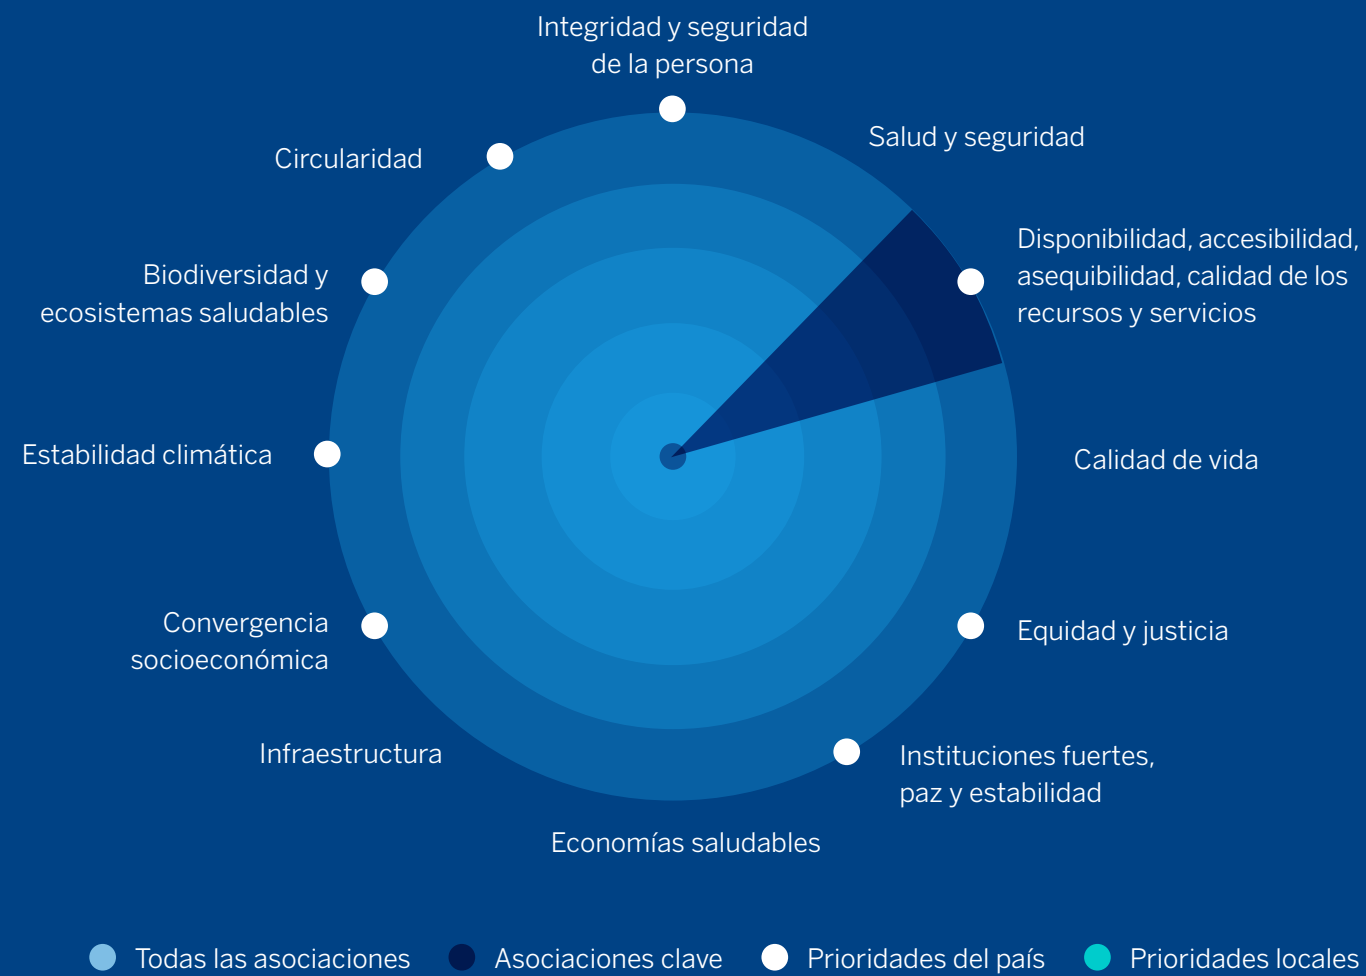 Integridad y seguridad
de la persona
Salud y seguridad
Circularidad
Disponibilidad, accesibilidad,
asequibilidad, calidad de los
recursos y servicios
Biodiversidad y
ecosistemas saludables
Estabilidad climática
Calidad de vida
Convergencia
socioeconómica
Equidad y justicia
Infraestructura
Instituciones fuertes,
paz y estabilidad
Economías saludables
Todas las asociaciones
Asociaciones clave
Prioridades del país
Prioridades locales